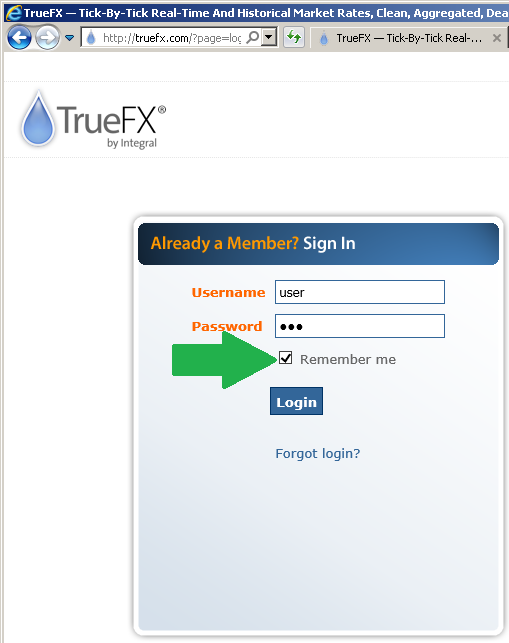 TrueFX — Tick-By-Tick Real-Time And Historical Market Rates, Clean, Aggregated, Dea
http://truefx.com/?page=log
TrueFX — Tick-By-Tick Real-...
TrueFX®
by Integral
Already a Member? Sign In
Username user
Password
Remember me
Login
Forgot login?